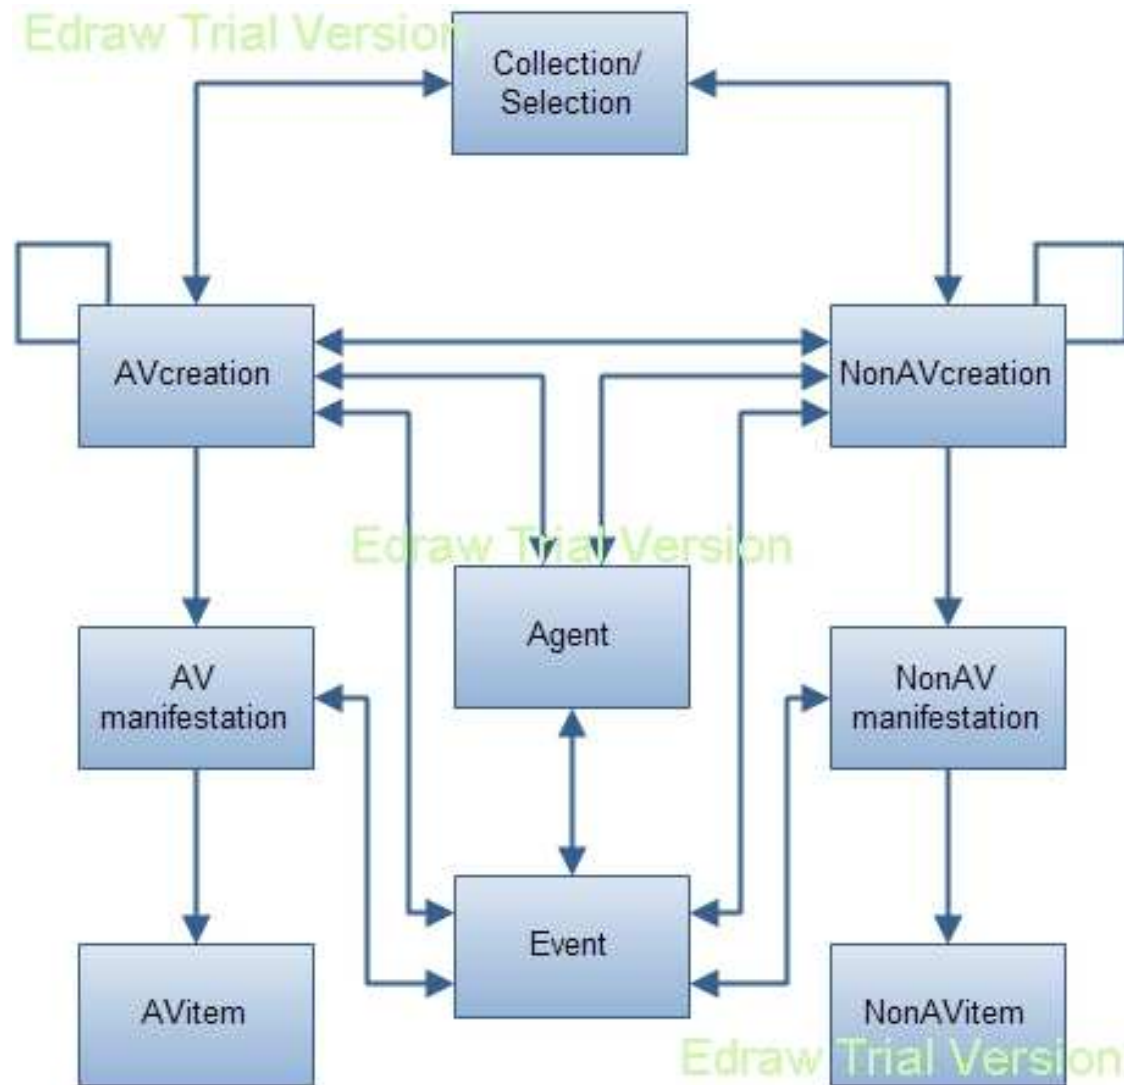 Edraw Trial Version
Collection/
Selection
AVcreation
NonAVcreation
Edraw Trial Version
Agent
AV
manifestation
NonAV
manifestation
Event
AVitem
NonAVitem
Edraw Trial Version